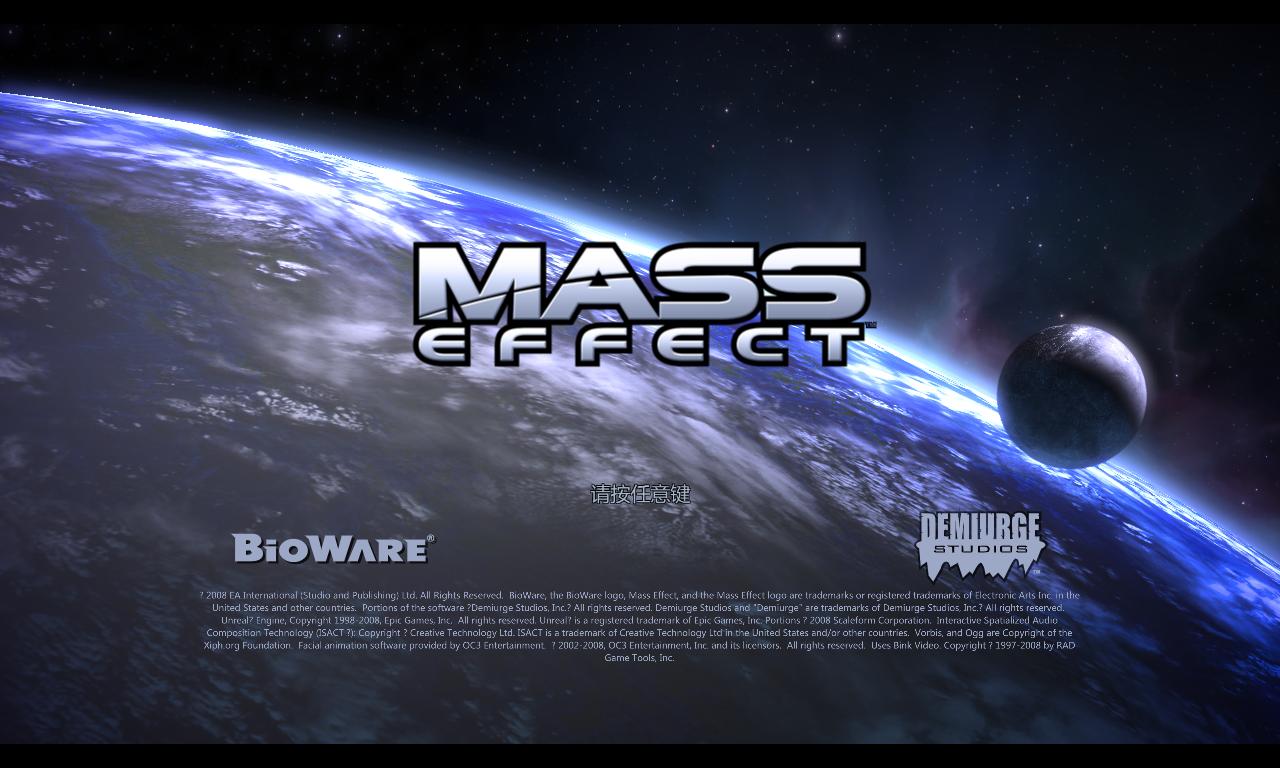 MASS
EFFECT™
请按任意键
BIOWARE®
DEMIURGE
STUDIOS™
? 2008 EA International (Studio and Publishing) Ltd. All Rights Reserved.  BioWare, the BioWare logo, Mass Effect, and the Mass Effect logo are trademarks or registered trademarks of Electronic Arts Inc. in the
United States and other countries.  Portions of the software ?Demiurge Studios, Inc.? All rights reserved. Demiurge Studios and "Demiurge" are trademarks of Demiurge Studios, Inc.? All rights reserved.
Unreal? Engine, Copyright 1998-2008, Epic Games, Inc.  All rights reserved. Unreal? is a registered trademark of Epic Games, Inc. Portions ? 2008 Scaleform Corporation.  Interactive Spatialized Audio
Composition Technology (ISACT ?): Copyright ? Creative Technology Ltd. ISACT is a trademark of Creative Technology Ltd in the United States and/or other countries.  Vorbis, and Ogg are Copyright of the
Xiph.org Foundation.  Facial animation software provided by OC3 Entertainment.  ? 2002-2008, OC3 Entertainment, Inc. and its licensors.  All rights reserved.  Uses Bink Video. Copyright ? 1997-2008 by RAD
Game Tools, Inc.